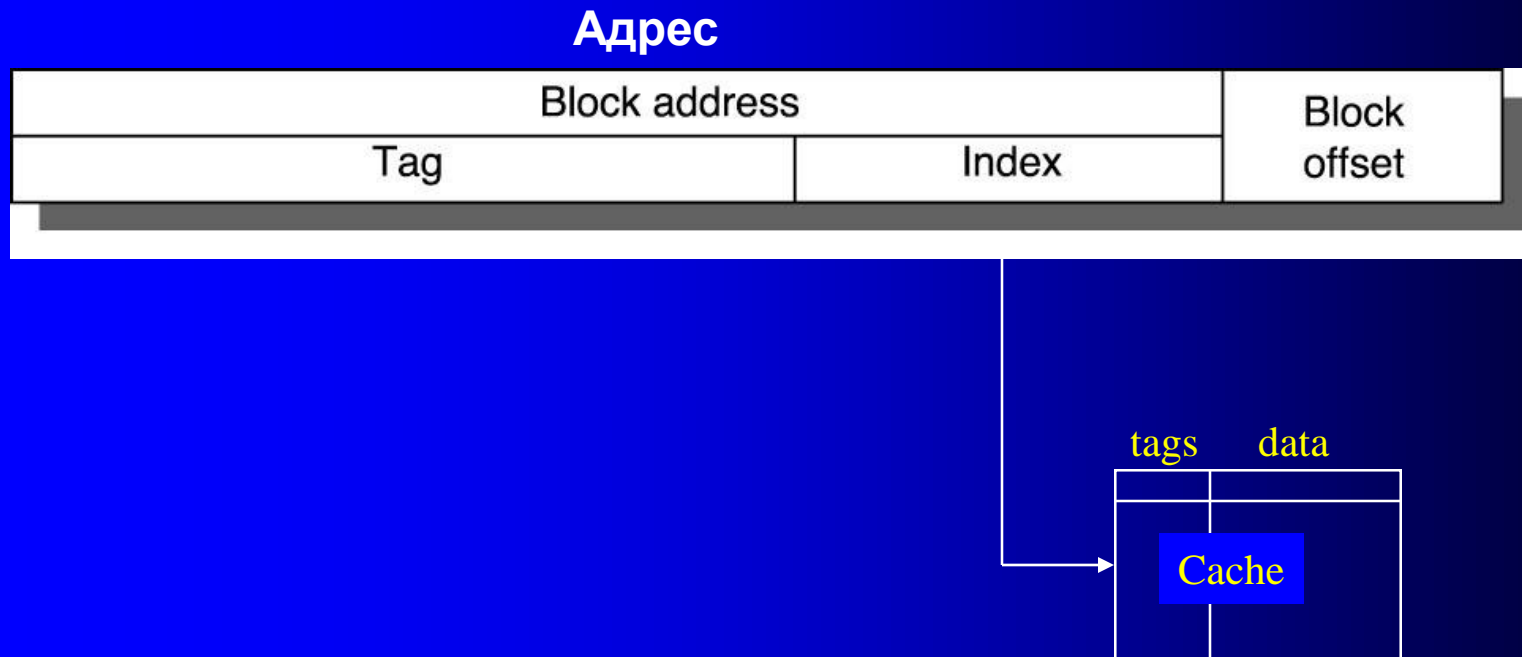 Адрес
Block address
Block
offset
Tag
Index
tags data
Cache